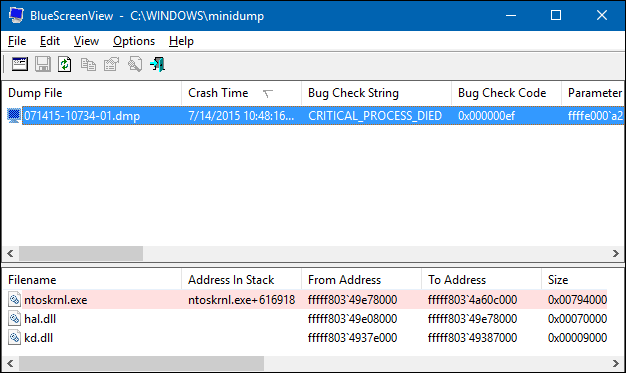 BlueScreenView - C:\WINDOWS\minidump
File Edit View Options Help
Dump File Crash Time Bug Check String Bug Check Code Parameter
071415-10734-01.dmp 7/14/2015 10:48:16... CRITICAL_PROCESS_DIED 0x000000ef ffffe000`a2
Filename Address In Stack From Address To Address Size
ntoskrnl.exe ntoskrnl.exe+616918 fffff803`49e78000 fffff803`4a60c000 0x00794000
hal.dll fffff803`49e08000 fffff803`49e78000 0x00070000
kd.dll fffff803`4937e000 fffff803`49387000 0x00009000